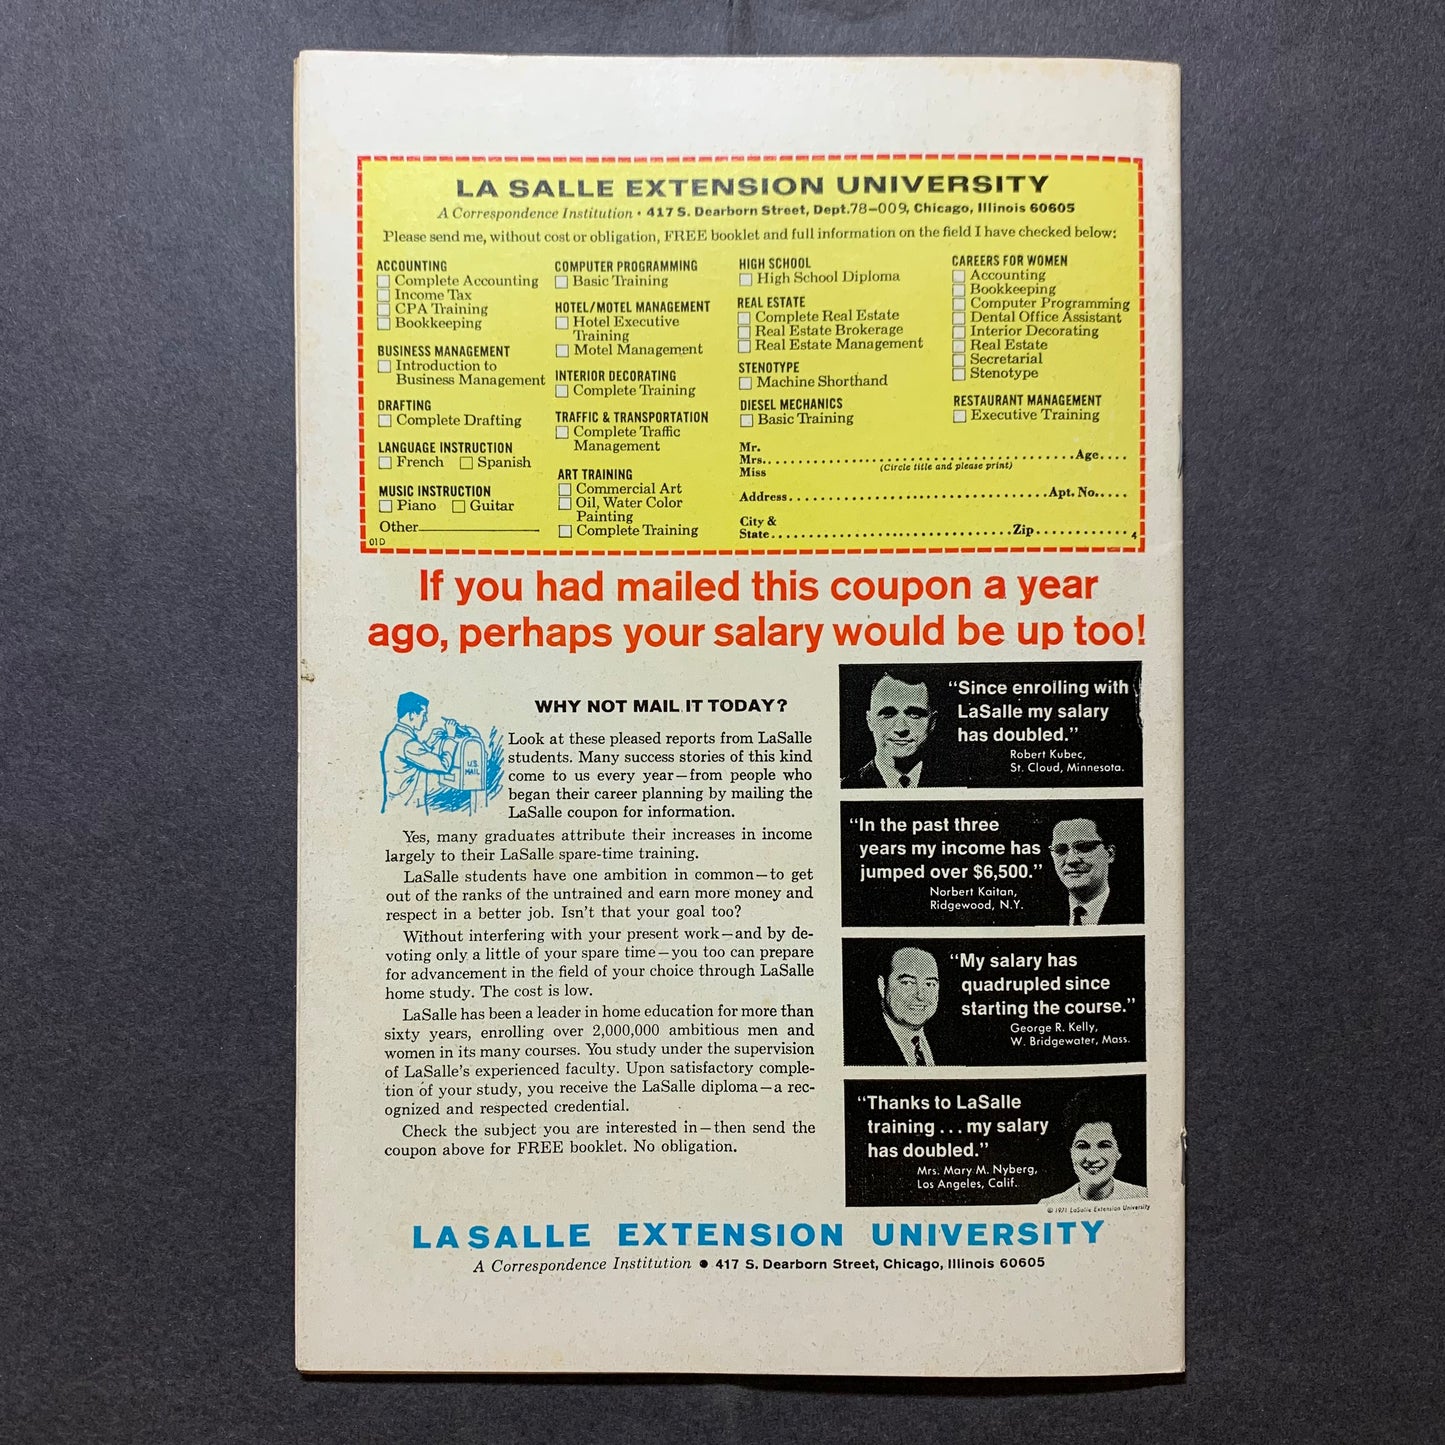 LA SALLE EXTENSION UNIVERSITY
A Correspondence Institution • 417 S. Dearborn Street, Dept.78-009, Chicago, Illinois 60605
Please send me, without cost or obligation, FREE booklet and full information on the field I have checked below:
ACCOUNTING
Complete Accounting
Income Tax
CPA Training
Bookkeeping
BUSINESS MANAGEMENT
Introduction to
Business Management
DRAFTING
Complete Drafting
LANGUAGE INSTRUCTION
French Spanish
MUSIC INSTRUCTION
Piano Guitar
Other
01D
COMPUTER PROGRAMMING
Basic Training
HOTEL/MOTEL MANAGEMENT
Hotel Executive
Training
Motel Management
INTERIOR DECORATING
Complete Training
TRAFFIC & TRANSPORTATION
Complete Traffic
Management
ART TRAINING
Commercial Art
Oil, Water Color
Painting
Complete Training
HIGH SCHOOL
High School Diploma
REAL ESTATE
Complete Real Estate
Real Estate Brokerage
Real Estate Management
STENOTYPE
Machine Shorthand
DIESEL MECHANICS
Basic Training
CAREERS FOR WOMEN
Accounting
Bookkeeping
Computer Programming
Dental Office Assistant
Interior Decorating
Real Estate
Secretarial
Stenotype
RESTAURANT MANAGEMENT
Executive Training
Mr.
Mrs. Age
Miss
(Circle title and please print)
Address Apt. No.
City &
State Zip 4
If you had mailed this coupon a year
ago, perhaps your salary would be up too!
WHY NOT MAIL IT TODAY?
U.S.
MAIL
Look at these pleased reports from LaSalle
students. Many success stories of this kind
come to us every year—from people who
began their career planning by mailing the
LaSalle coupon for information.
Yes, many graduates attribute their increases in income
largely to their LaSalle spare-time training.
LaSalle students have one ambition in common—to get
out of the ranks of the untrained and earn more money and
respect in a better job. Isn't that your goal too?
Without interfering with your present work—and by de-
voting only a little of your spare time—you too can prepare
for advancement in the field of your choice through LaSalle
home study. The cost is low.
LaSalle has been a leader in home education for more than
sixty years, enrolling over 2,000,000 ambitious men and
women in its many courses. You study under the supervision
of LaSalle's experienced faculty. Upon satisfactory comple-
tion of your study, you receive the LaSalle diploma—a rec-
ognized and respected credential.
Check the subject you are interested in—then send the
coupon above for FREE booklet. No obligation.
"Since enrolling with
LaSalle my salary
has doubled."
Robert Kubec,
St. Cloud, Minnesota.
"In the past three
years my income has
jumped over $6,500."
Norbert Kaitan,
Ridgewood, N.Y.
"My salary has
quadrupled since
starting the course."
George R. Kelly,
W. Bridgewater, Mass.
"Thanks to LaSalle
training ... my salary
has doubled."
Mrs. Mary M. Nyberg,
Los Angeles, Calif.
© 1971 LaSalle Extension University
LA SALLE EXTENSION UNIVERSITY
A Correspondence Institution • 417 S. Dearborn Street, Chicago, Illinois 60605